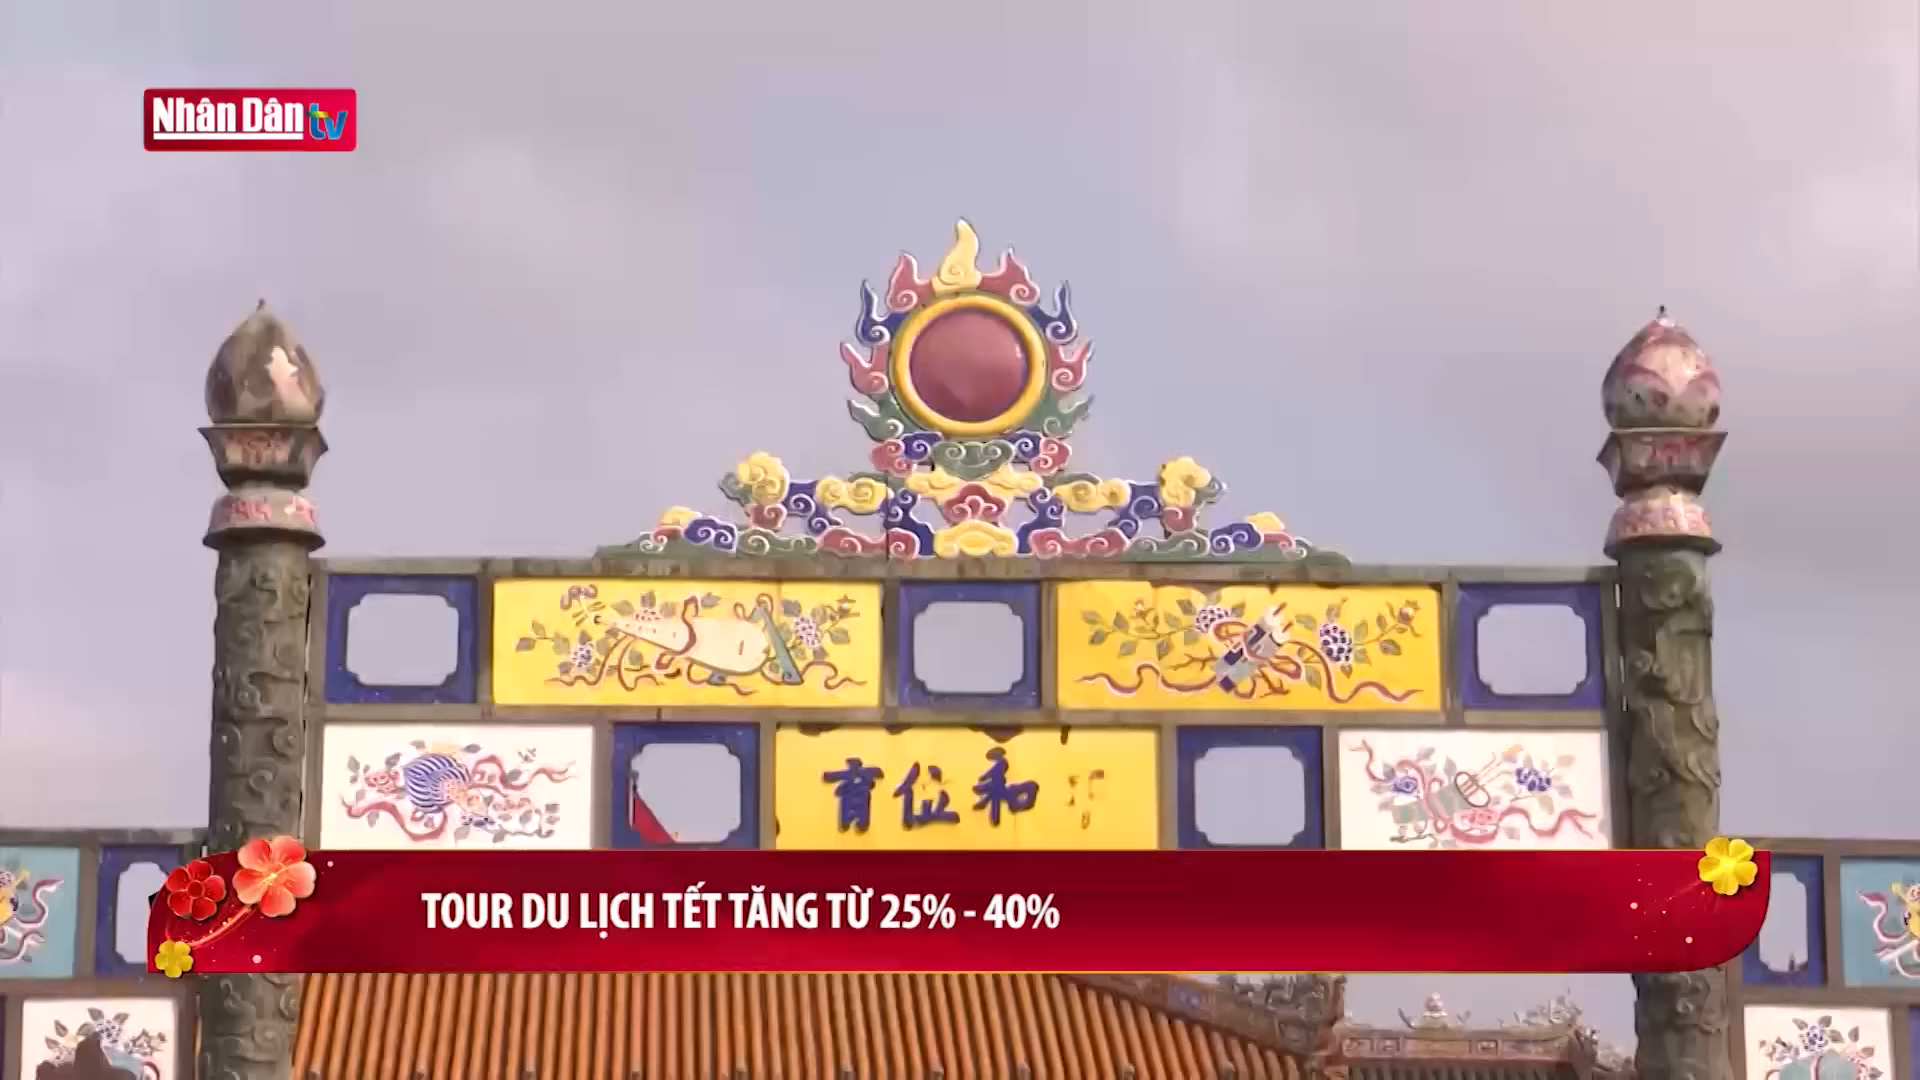 Nhân Dân tv
育位和
TOUR DU LỊCH TẾT TĂNG TỪ 25% - 40%